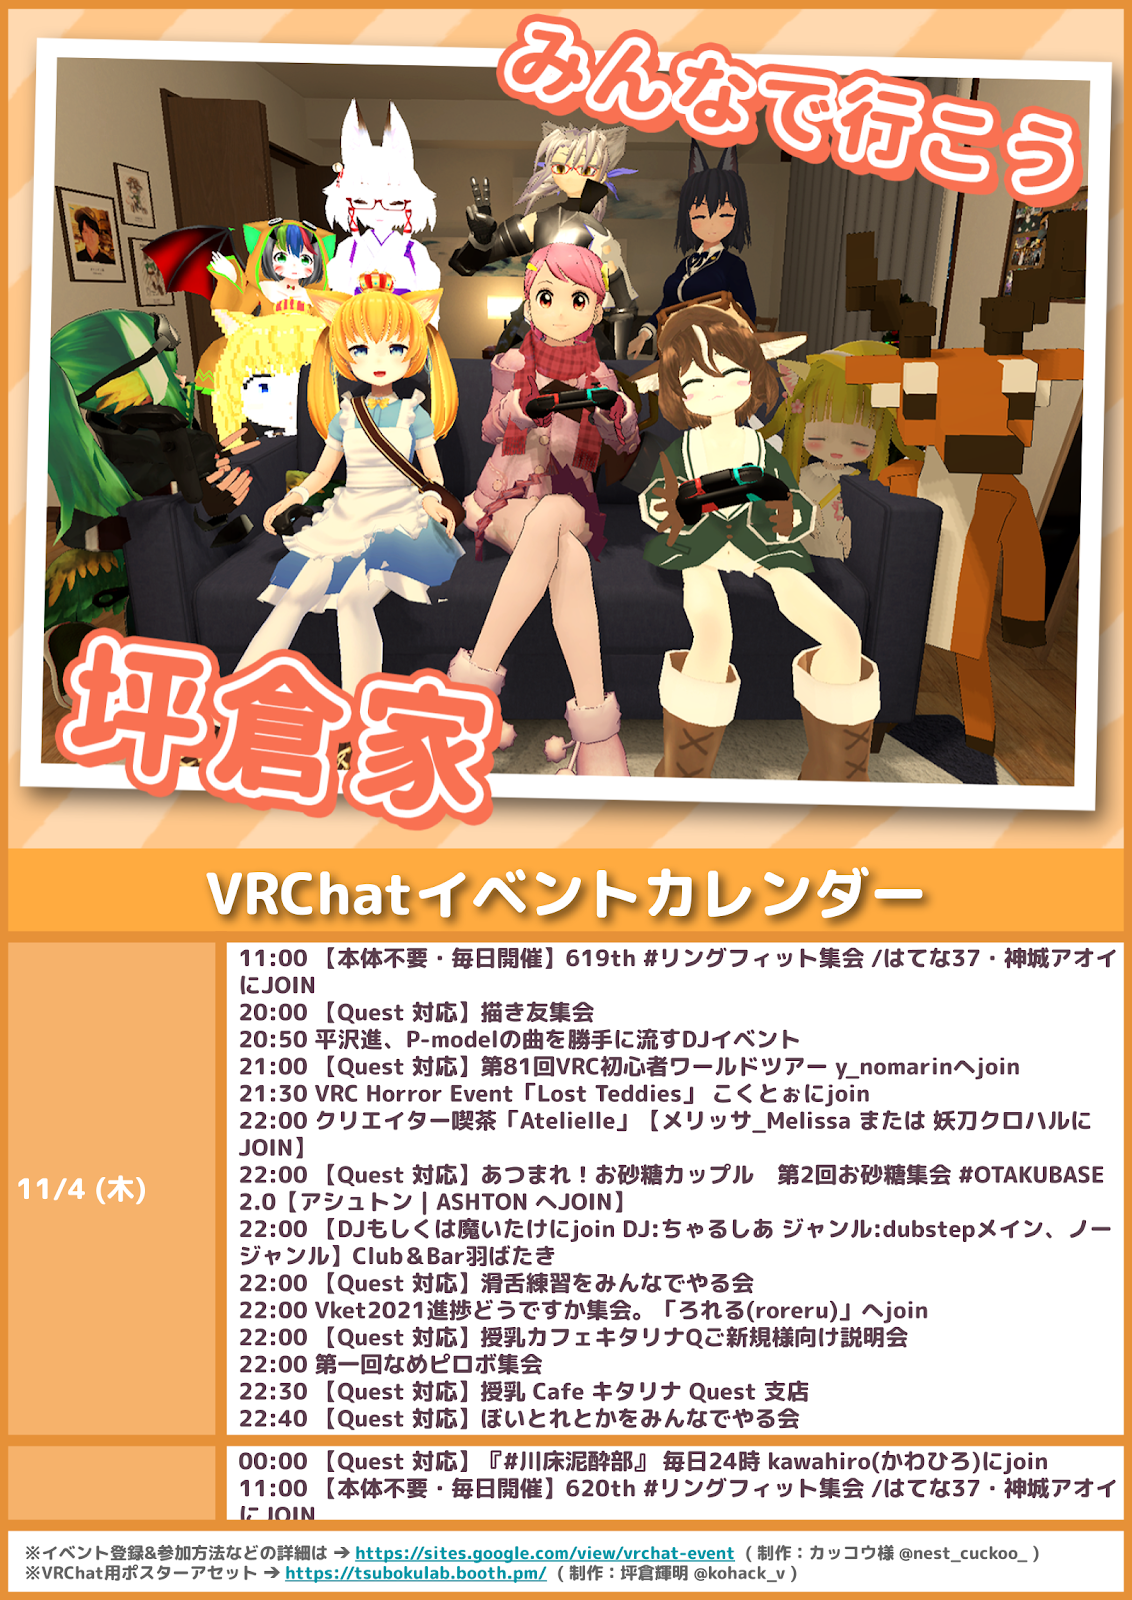 みんなで行こう
坪倉家
VRChatイベントカレンダー
11/4 (木)
11:00 【本体不要・毎日開催】619th #リングフィット集会 /はてな37・神城アオイ
にJOIN
20:00 【Quest 対応】描き友集会
20:50 平沢進、P-modelの曲を勝手に流すDJイベント
21:00 【Quest 対応】第81回VRC初心者ワールドツアー y_nomarinへjoin
21:30 VRC Horror Event「Lost Teddies」 こくとぉにjoin
22:00 クリエイター喫茶「Atelielle」【メリッサ_Melissa または 妖刀クロハルに
JOIN】
22:00 【Quest 対応】あつまれ！お砂糖カップル　第2回お砂糖集会 #OTAKUBASE
2.0【アシュトン | ASHTON へJOIN】
22:00 【DJもしくは魔いたけにjoin DJ:ちゃるしあ ジャンル:dubstepメイン、ノー
ジャンル】Club＆Bar羽ばたき
22:00 【Quest 対応】滑舌練習をみんなでやる会
22:00 Vket2021進捗どうですか集会。「ろれる(roreru)」へjoin
22:00 【Quest 対応】授乳カフェキタリナQご新規様向け説明会
22:00 第一回なめピロボ集会
22:30 【Quest 対応】授乳 Cafe キタリナ Quest 支店
22:40 【Quest 対応】ぼいとれとかをみんなでやる会
00:00 【Quest 対応】『#川床泥酔部』 毎日24時 kawahiro(かわひろ)にjoin
11:00 【本体不要・毎日開催】620th #リングフィット集会 /はてな37・神城アオイ
にJOIN
※イベント登録&参加方法などの詳細は ➔ https://sites.google.com/view/vrchat-event ( 制作：カッコウ様 @nest_cuckoo_ )
※VRChat用ポスターアセット ➔ https://tsubokulab.booth.pm/ ( 制作：坪倉輝明 @kohack_v )